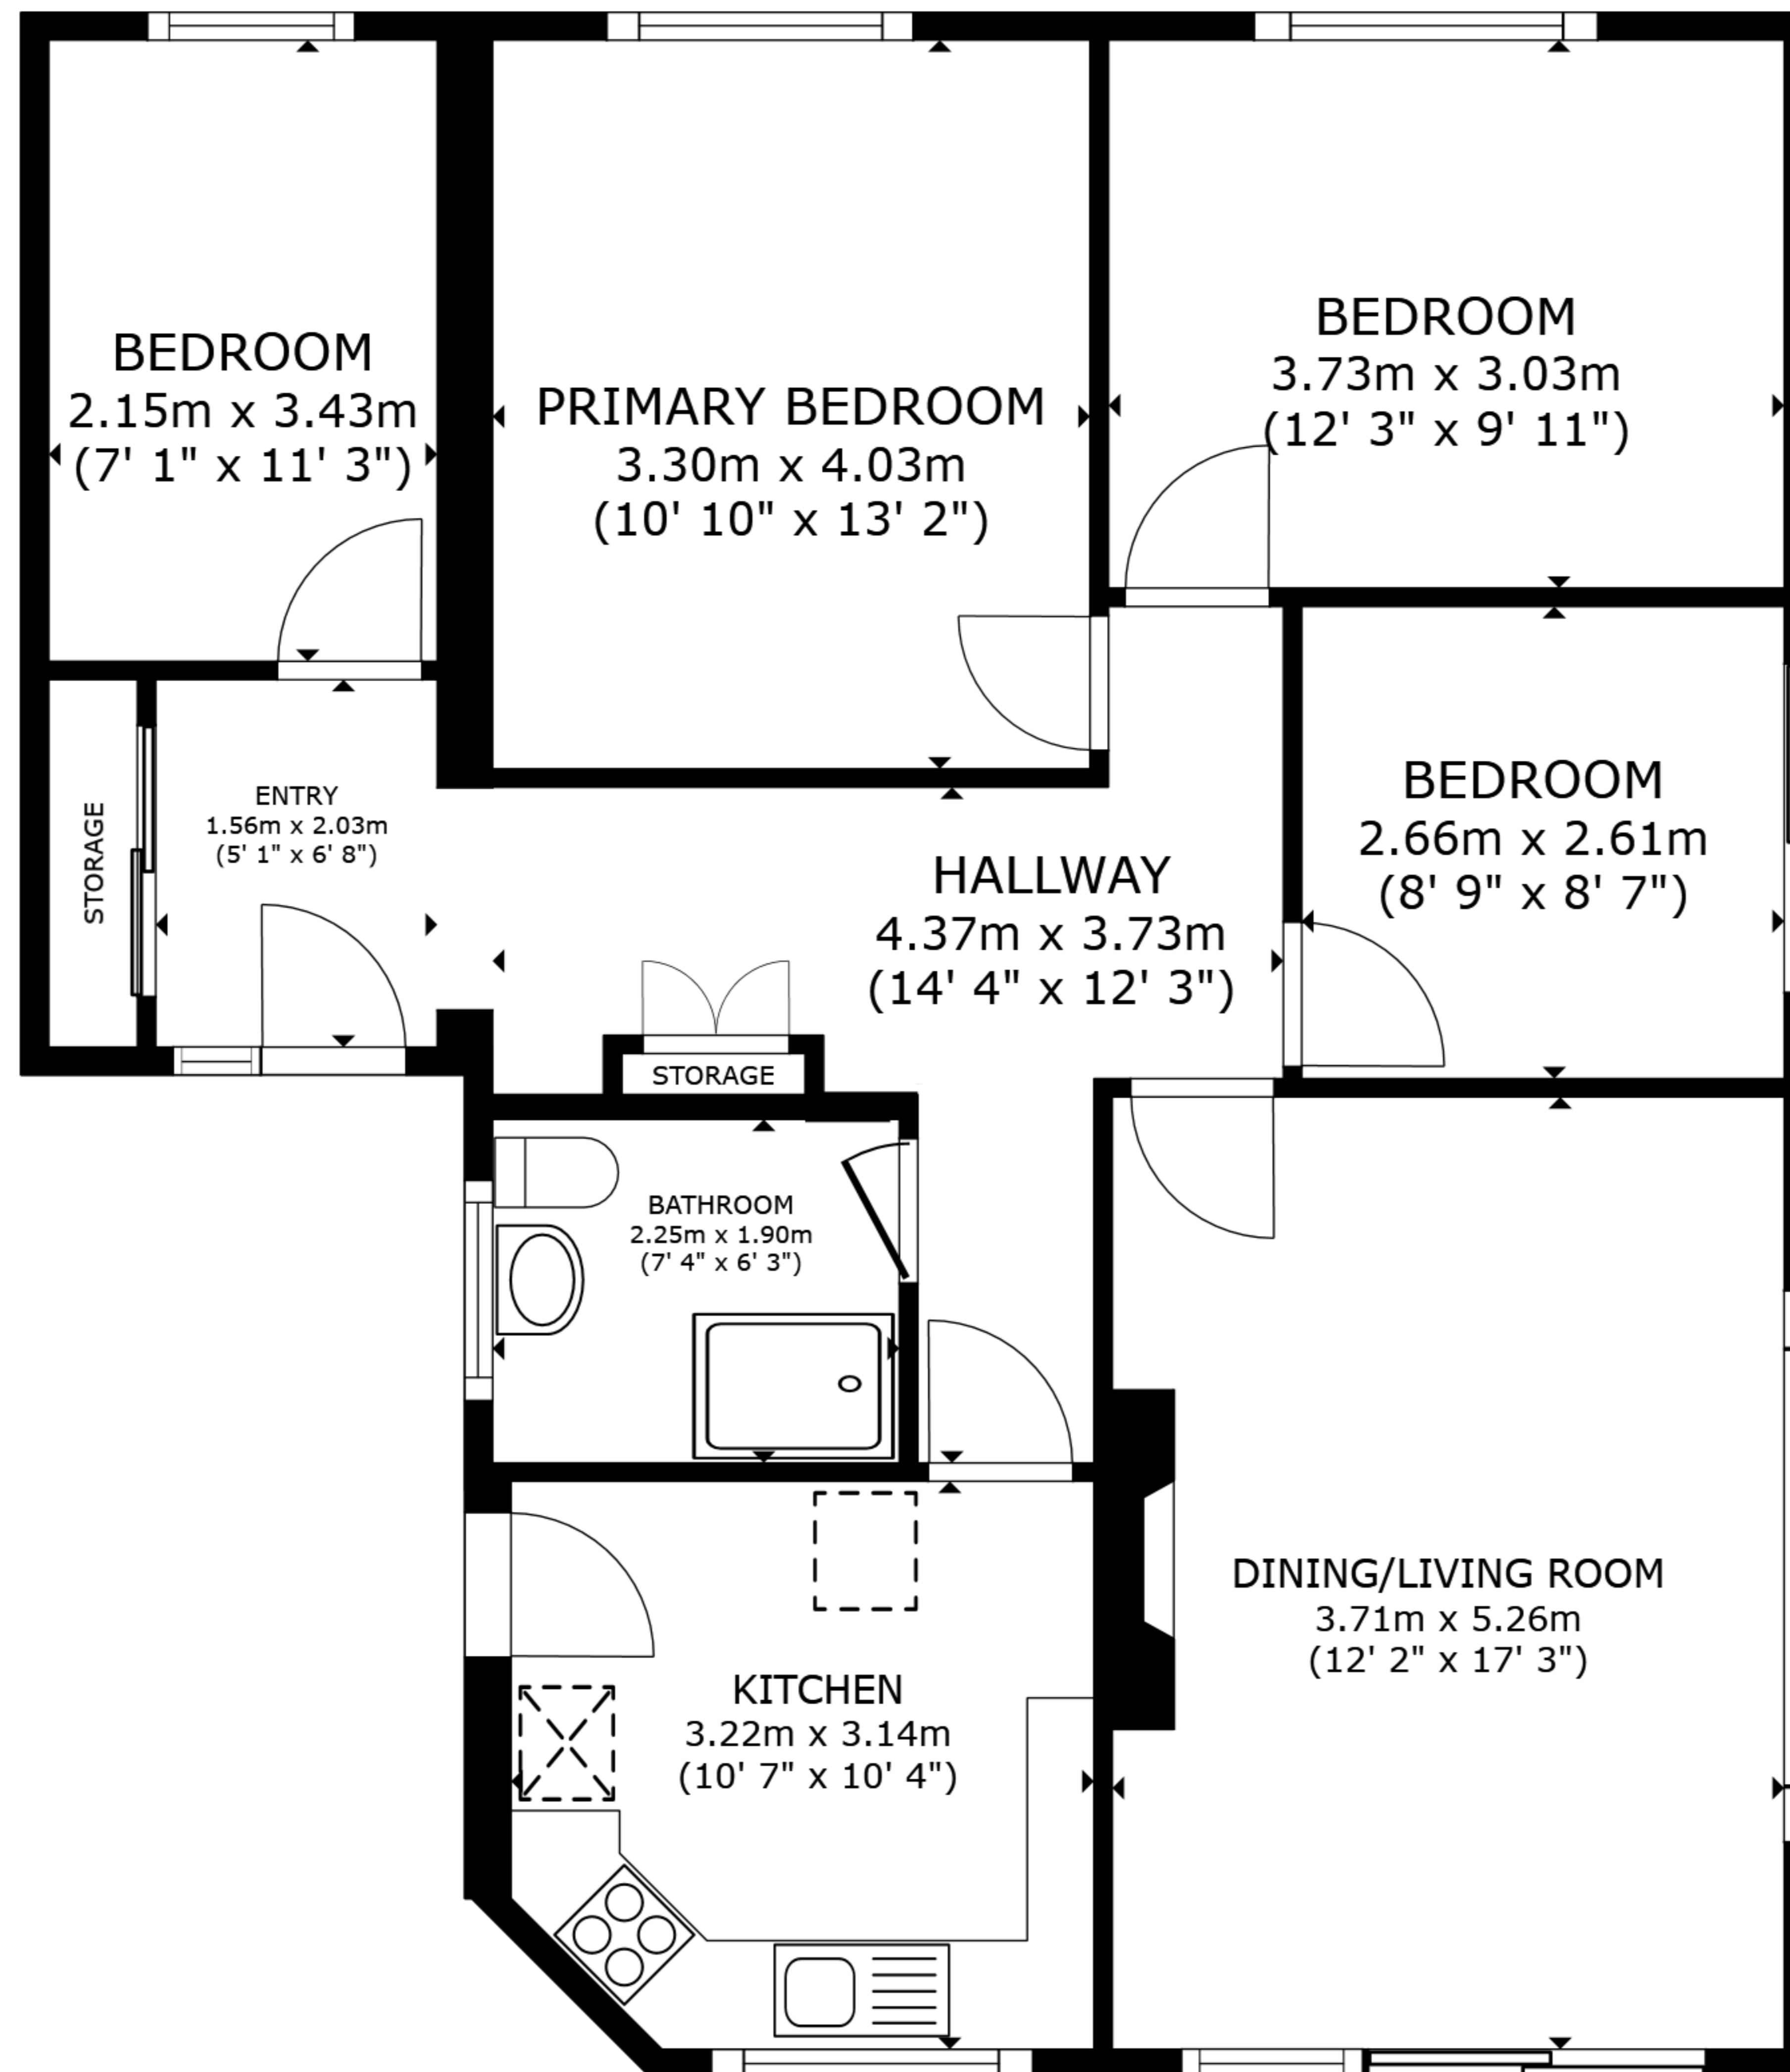 BEDROOM
2.15m x 3.43m
(7' 1" x 11' 3")
PRIMARY BEDROOM
3.30m x 4.03m
(10' 10" x 13' 2")
BEDROOM
3.73m x 3.03m
(12' 3" x 9' 11")
STORAGE
ENTRY
1.56m x 2.03m
(5' 1" x 6' 8")
HALLWAY
4.37m x 3.73m
(14' 4" x 12' 3")
BEDROOM
2.66m x 2.61m
(8' 9" x 8' 7")
STORAGE
BATHROOM
2.25m x 1.90m
(7' 4" x 6' 3")
KITCHEN
3.22m x 3.14m
(10' 7" x 10' 4")
DINING/LIVING ROOM
3.71m x 5.26m
(12' 2" x 17' 3")